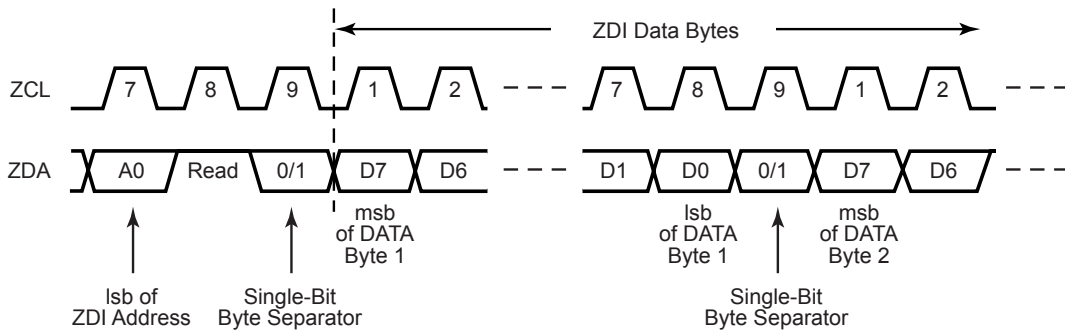 ZDI Data Bytes
ZCL 7 8 9 1 2 7 8 9 1 2
ZDA A0 Read 0/1 D7 D6 D1 D0 0/1 D7 D6
msb
of DATA
Byte 1
lsb
of DATA
Byte 1
msb
of DATA
Byte 2
lsb of
ZDI Address
Single-Bit
Byte Separator
Single-Bit
Byte Separator